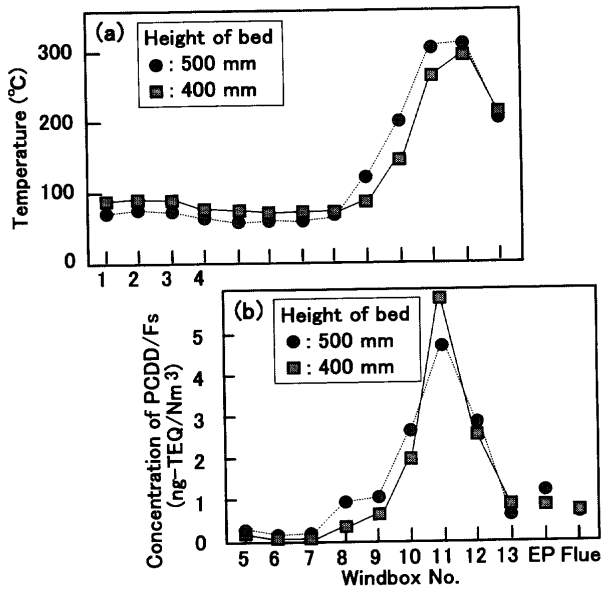 (a)
Height of bed
: 500 mm
: 400 mm
Temperature (℃)
300
200
100
0
1 2 3 4
(b)
Height of bed
: 500 mm
: 400 mm
Concentration of PCDD/Fs
(ng-TEQ/Nm³)
5
4
3
2
1
0
5 6 7 8 9 10 11 12 13 EP Flue
Windbox No.